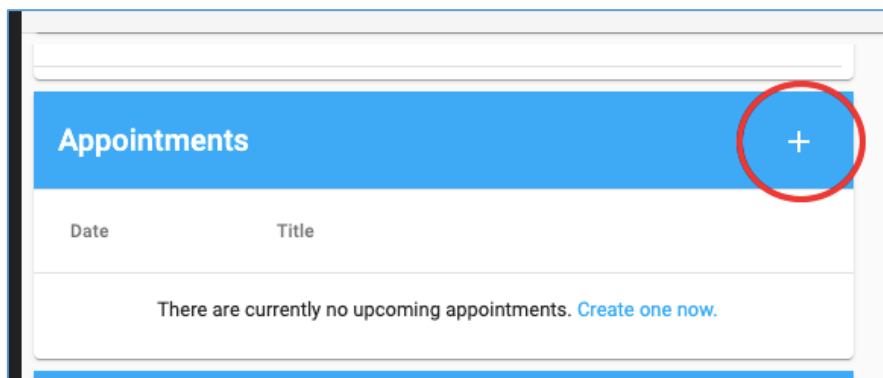 Appointments +
Date Title
There are currently no upcoming appointments. Create one now.